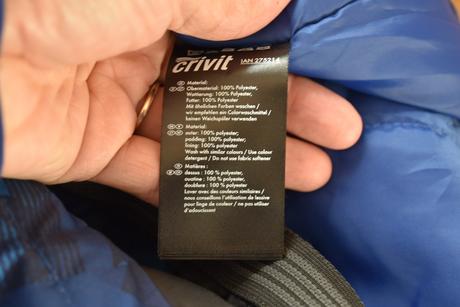 crivit IAN 275214
Material:
Obermaterial: 100% Polyester,
Wattierung: 100% Polyester,
Futter: 100% Polyester
Mit ähnlichen Farben waschen /
wir empfehlen ein Colorwaschmittel /
keinen Weichspüler verwenden
Material:
outer: 100% polyester,
padding: 100% polyester,
lining: 100% polyester
Wash with similar colours / Use colour
detergent / Do not use fabric softener
Matières :
dessus : 100 % polyester,
ouatine : 100 % polyester,
doublure : 100 % polyester
Laver avec des couleurs similaires /
nous conseillons l'utilisation de lessive
pour linge de couleur / ne pas utiliser
d'adoucissant